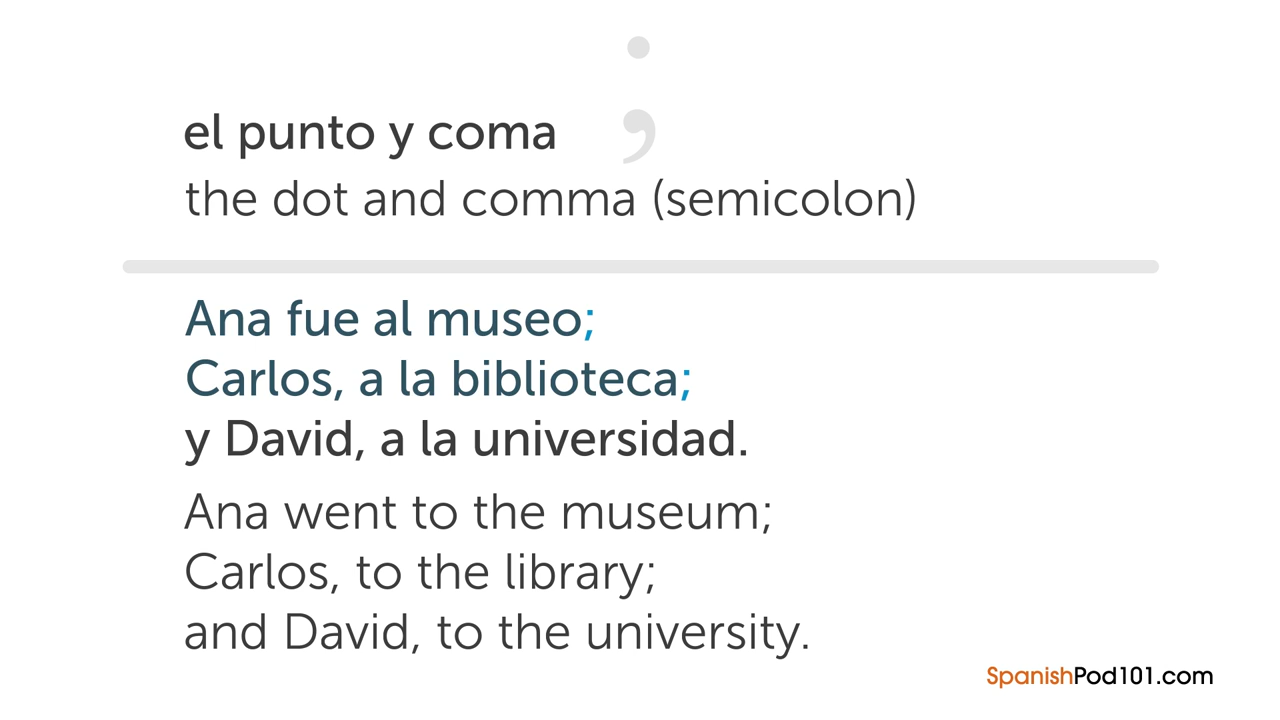 ;
el punto y coma
the dot and comma (semicolon)
Ana fue al museo;
Carlos, a la biblioteca;
y David, a la universidad.
Ana went to the museum;
Carlos, to the library;
and David, to the university.
SpanishPod101.com